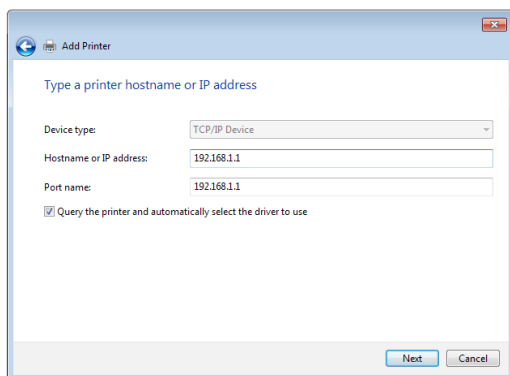 Add Printer
Type a printer hostname or IP address
Device type: TCP/IP Device
Hostname or IP address: 192.168.1.1
Port name: 192.168.1.1
Query the printer and automatically select the driver to use
Next Cancel